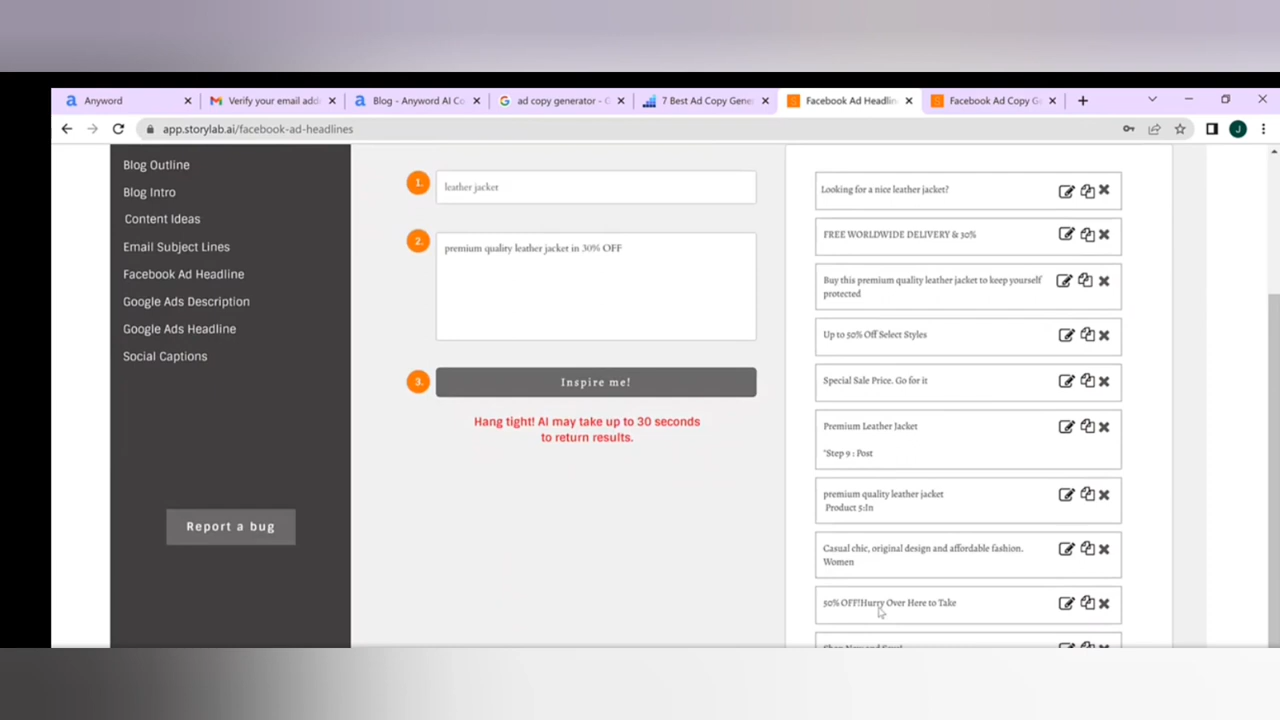 Anyword
Verify your email add
Blog - Anyword AI Co
ad copy generator - G
7 Best Ad Copy Gene
Facebook Ad Headlin
Facebook Ad Copy Ge
app.storylab.ai/facebook-ad-headlines
J
Blog Outline
Blog Intro
Content Ideas
Email Subject Lines
Facebook Ad Headline
Google Ads Description
Google Ads Headline
Social Captions
Report a bug
1.
leather jacket
2.
premium quality leather jacket in 30% OFF
3.
Inspire me!
Hang tight! AI may take up to 30 seconds
to return results.
Looking for a nice leather jacket?
FREE WORLDWIDE DELIVERY & 30%
Buy this premium quality leather jacket to keep yourself
protected
Up to 50% Off Select Styles
Special Sale Price. Go for it
Premium Leather Jacket
"Step 9 : Post
premium quality leather jacket
Product 5:In
Casual chic, original design and affordable fashion.
Women
50% OFF!Hurry Over Here to Take
Shop Now and Save!